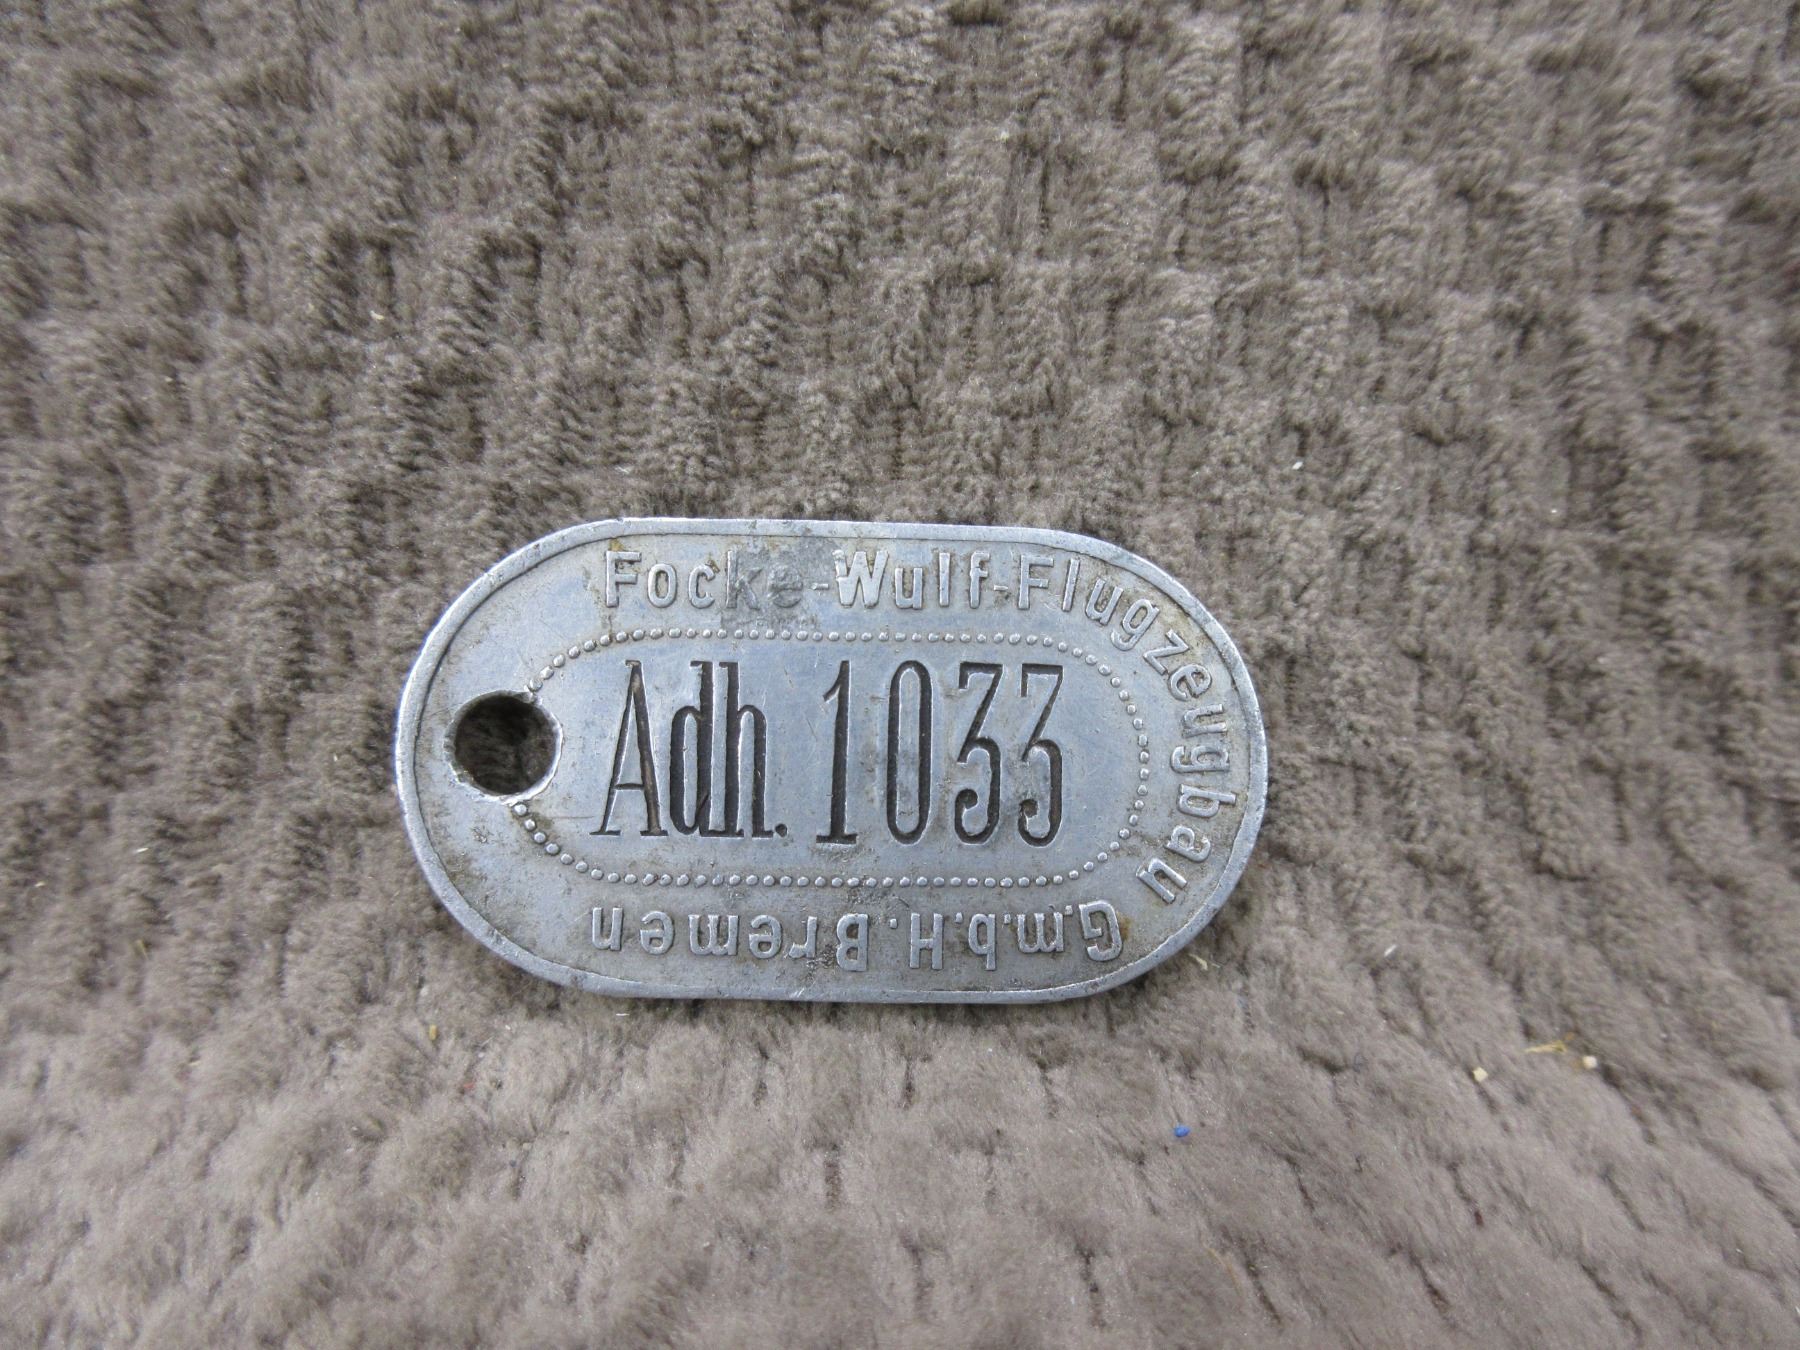 Focke-Wulf-Flugzeugbau G.m.b.H. Bremen
Adh. 1033